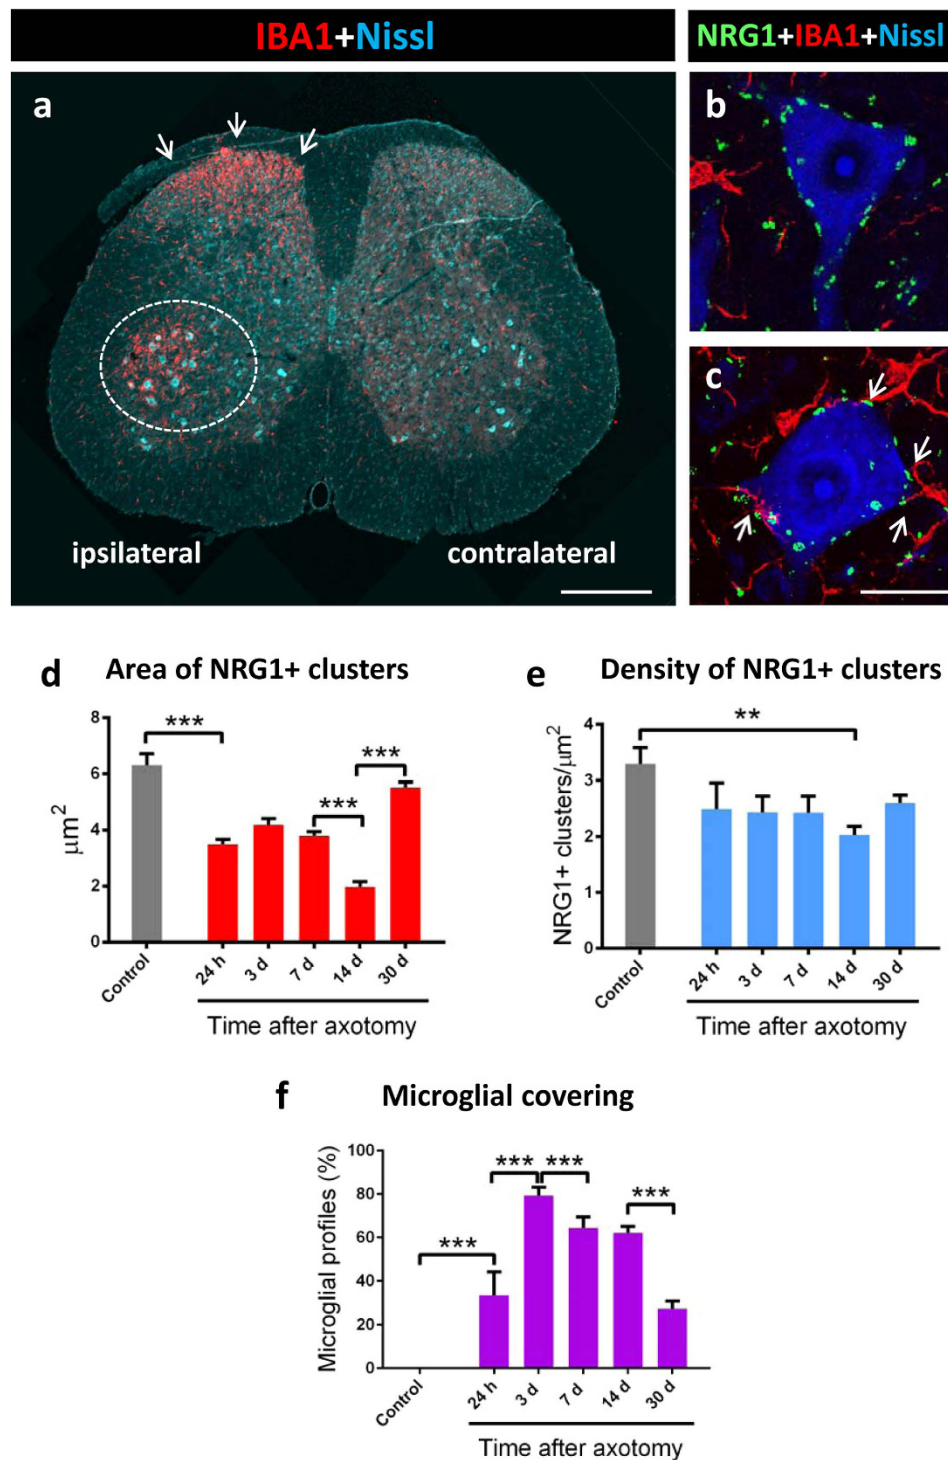 IBA1+Nissl
NRG1+IBA1+Nissl
a
b
c
ipsilateral
contralateral
d Area of NRG1+ clusters
μm²
8
6
4
2
0
***
***
***
Control
24 h
3 d
7 d
14 d
30 d
Time after axotomy
e Density of NRG1+ clusters
NRG1+ clusters/μm²
4
3
2
1
0
**
Control
24 h
3 d
7 d
14 d
30 d
Time after axotomy
f Microglial covering
Microglial profiles (%)
100
80
60
40
20
0
***
***
***
***
Control
24 h
3 d
7 d
14 d
30 d
Time after axotomy